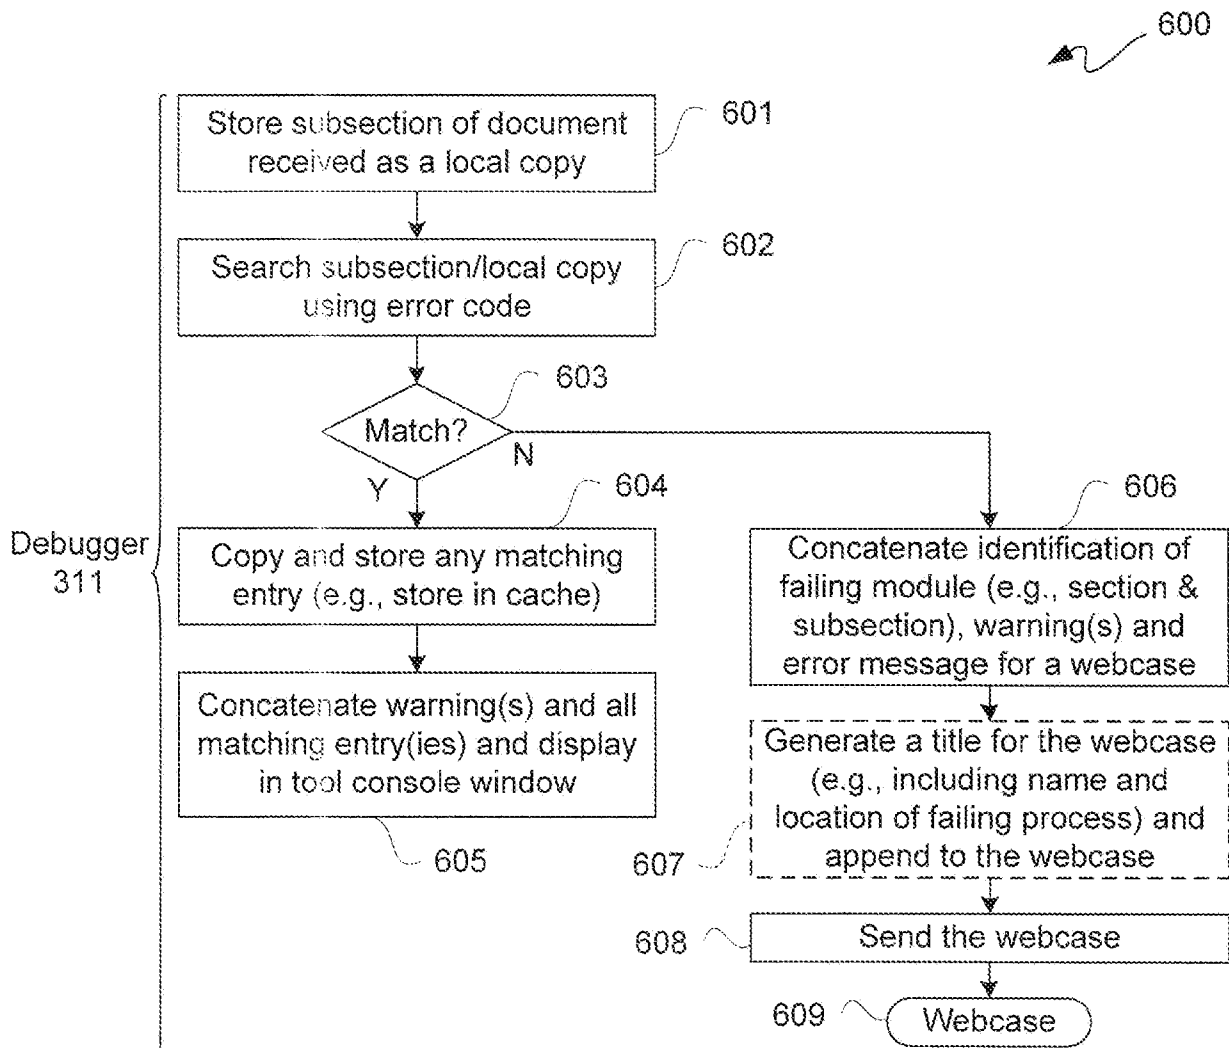 600
Store subsection of document
received as a local copy
601
Search subsection/local copy
using error code
602
Match?
603
N
Y
604
Copy and store any matching
entry (e.g., store in cache)
Debugger
311
Concatenate warning(s) and all
matching entry(ies) and display
in tool console window
605
606
Concatenate identification of
failing module (e.g., section &
subsection), warning(s) and
error message for a webcase
Generate a title for the webcase
(e.g., including name and
location of failing process) and
append to the webcase
607
608
Send the webcase
609
Webcase